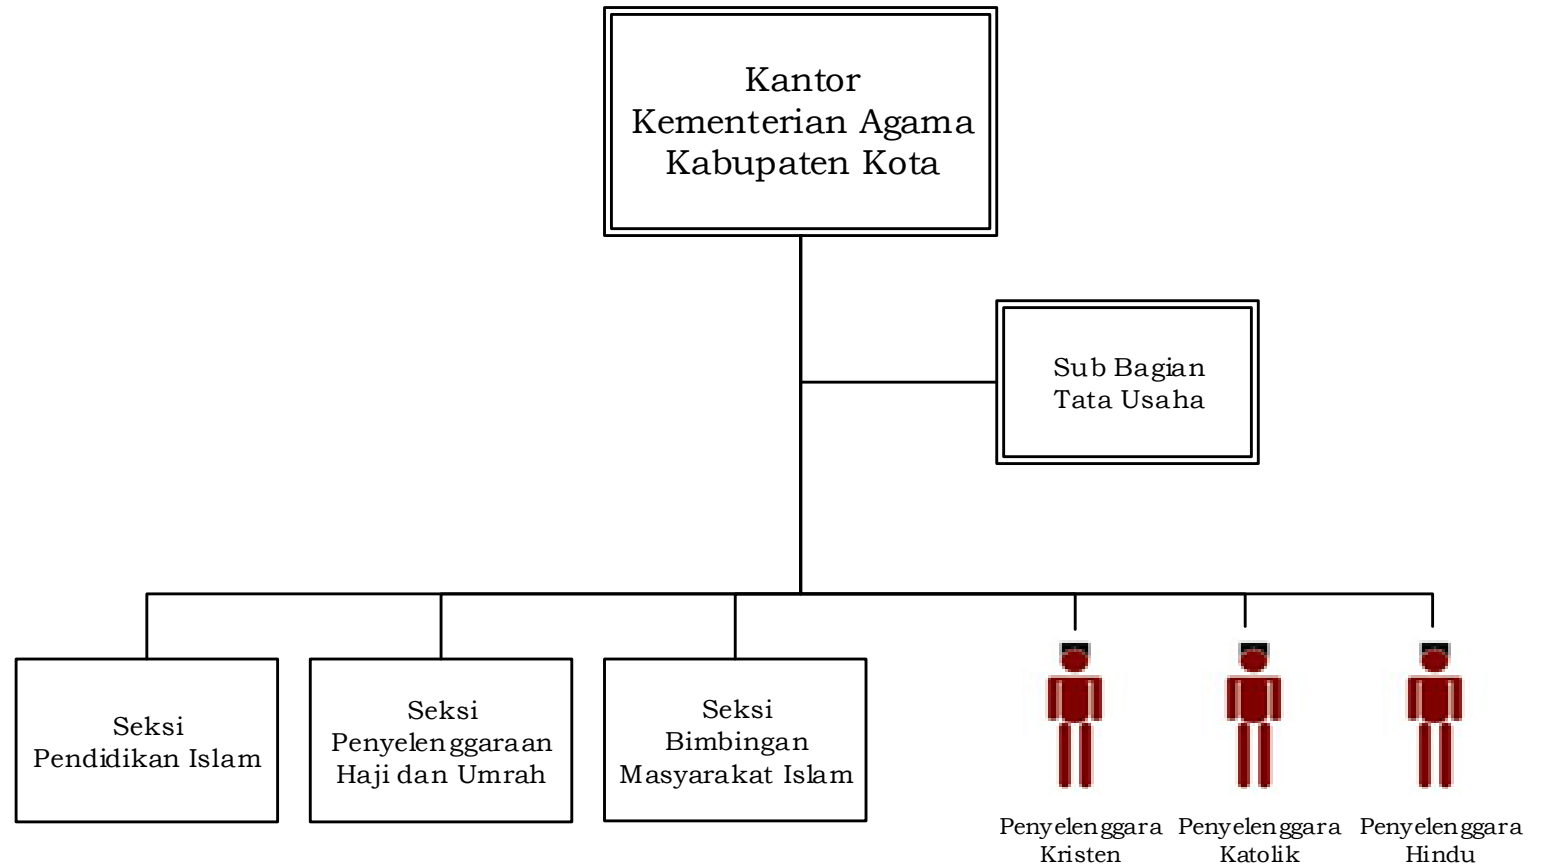 Kantor
Kementerian Agama
Kabupaten Kota
Sub Bagian
Tata Usaha
Seksi
Pendidikan Islam
Seksi
Penyelenggaraan
Haji dan Umrah
Seksi
Bimbingan
Masyarakat Islam
Penyelenggara
Kristen
Penyelenggara
Katolik
Penyelenggara
Hindu